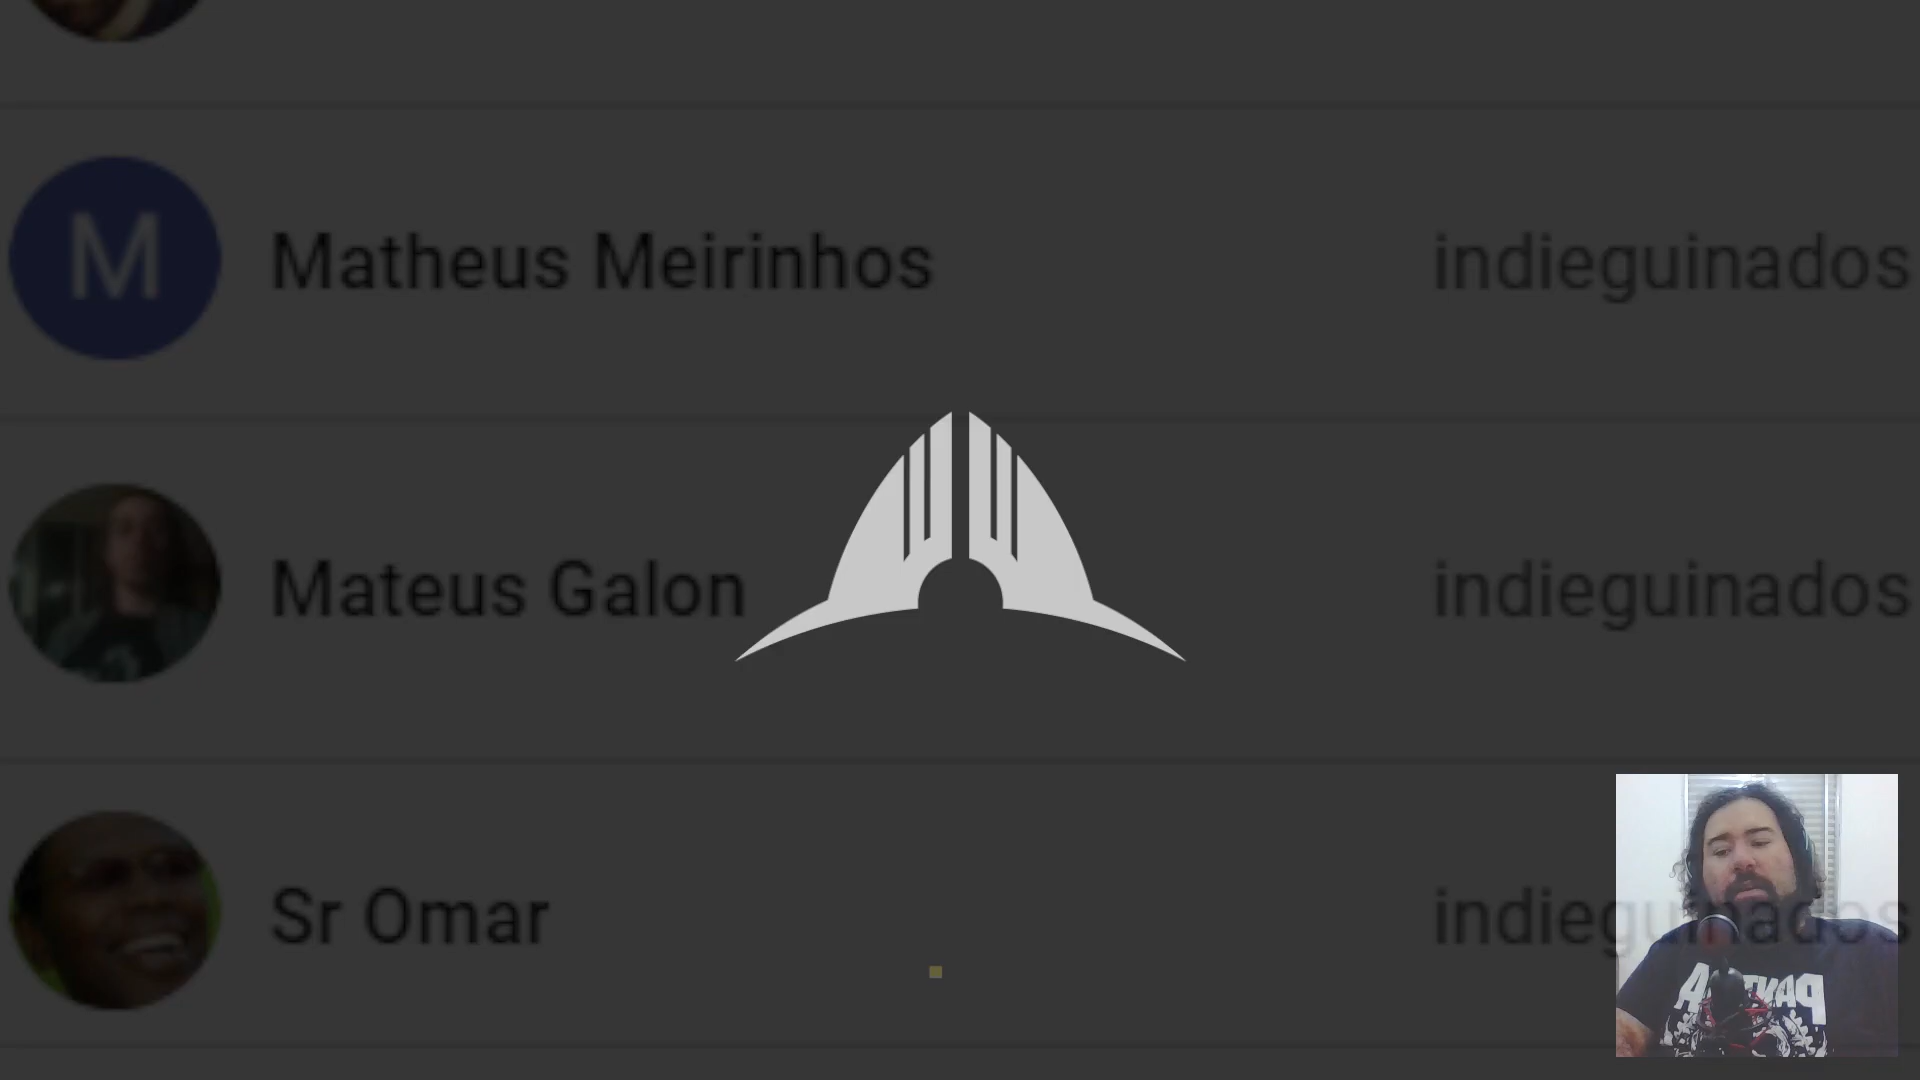 M
Matheus Meirinhos indieguinados
Mateus Galon indieguinados
Sr Omar indieguinados